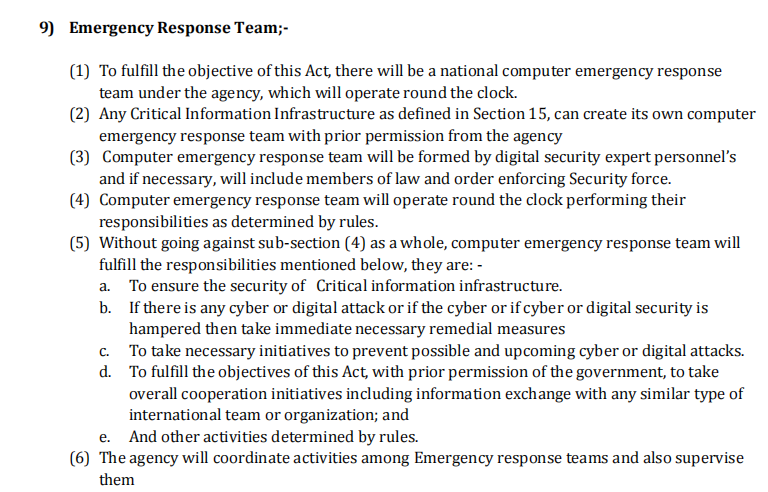 9) Emergency Response Team;-
(1) To fulfill the objective of this Act, there will be a national computer emergency response
team under the agency, which will operate round the clock.
(2) Any Critical Information Infrastructure as defined in Section 15, can create its own computer
emergency response team with prior permission from the agency
(3) Computer emergency response team will be formed by digital security expert personnel's
and if necessary, will include members of law and order enforcing Security force.
(4) Computer emergency response team will operate round the clock performing their
responsibilities as determined by rules.
(5) Without going against sub-section (4) as a whole, computer emergency response team will
fulfill the responsibilities mentioned below, they are: -
a. To ensure the security of Critical information infrastructure.
b. If there is any cyber or digital attack or if the cyber or if cyber or digital security is
hampered then take immediate necessary remedial measures
c. To take necessary initiatives to prevent possible and upcoming cyber or digital attacks.
d. To fulfill the objectives of this Act, with prior permission of the government, to take
overall cooperation initiatives including information exchange with any similar type of
international team or organization; and
e. And other activities determined by rules.
(6) The agency will coordinate activities among Emergency response teams and also supervise
them